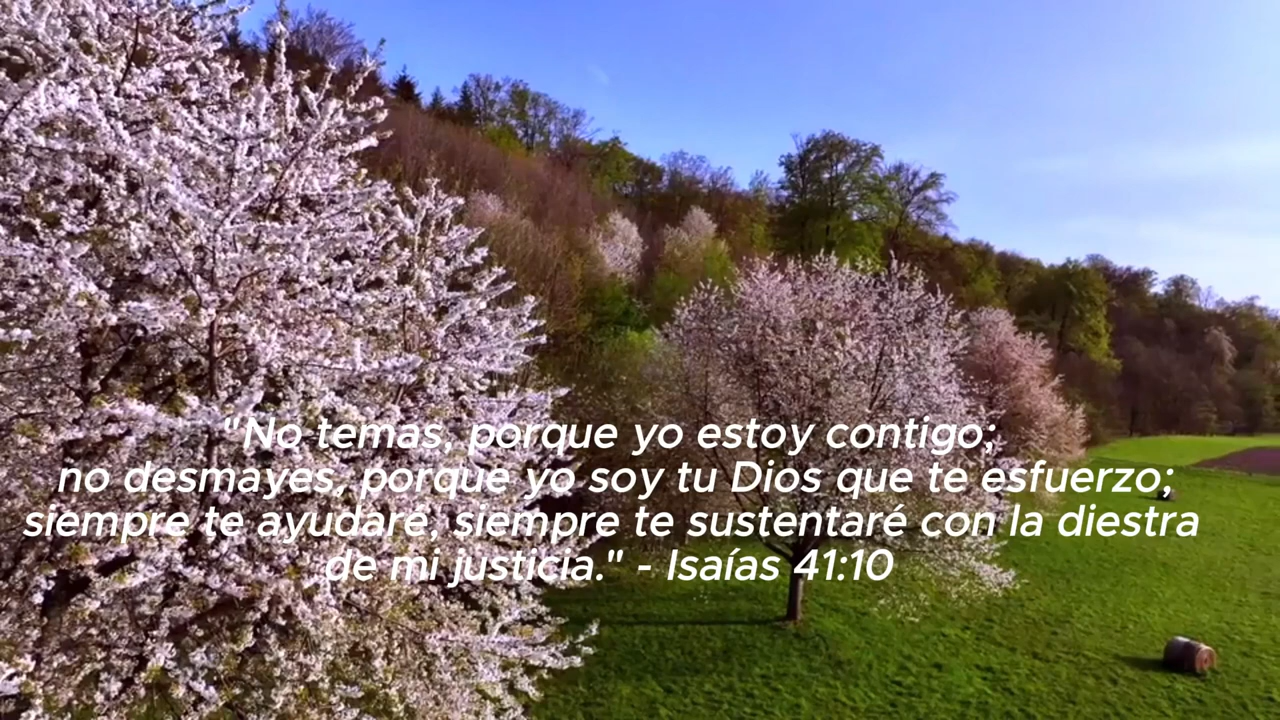 "No temas, porque yo estoy contigo;
no desmayes, porque yo soy tu Dios que te esfuerzo;
siempre te ayudaré, siempre te sustentaré con la diestra
de mi justicia." - Isaías 41:10